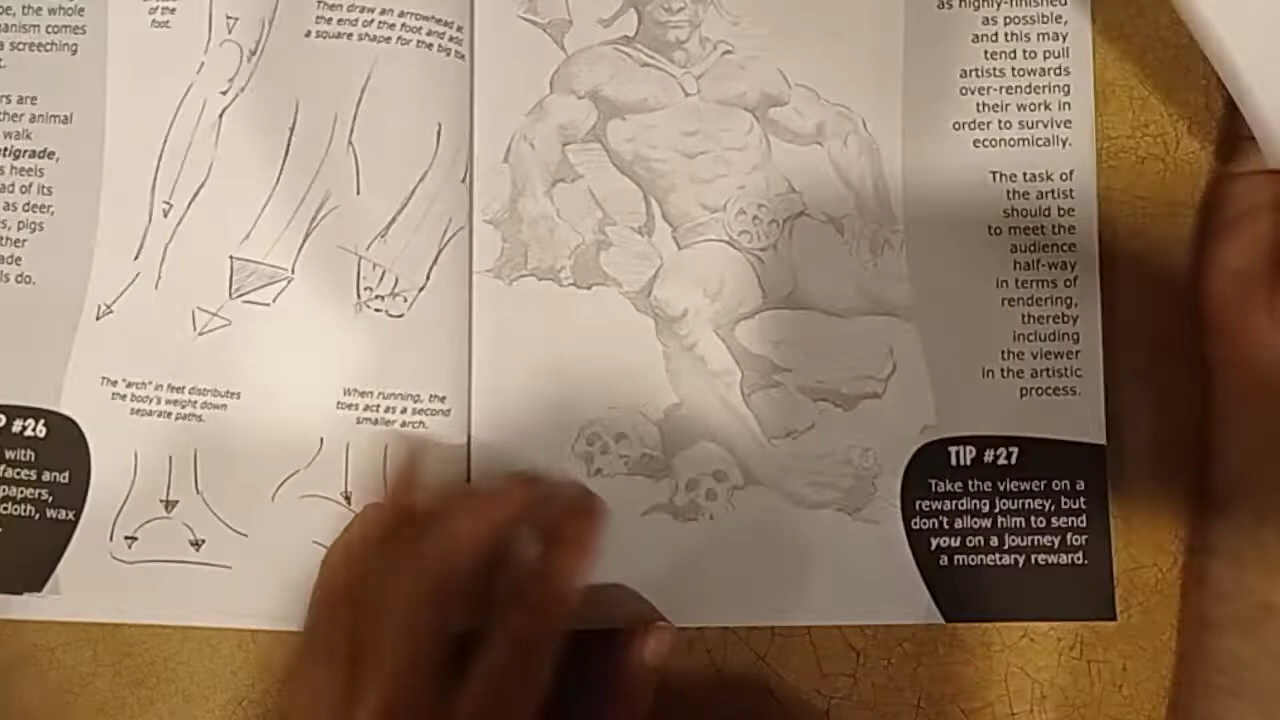 the whole
comes
screeching
rs are
ther animal
walk
tigrade,
s heels
ad of its
as deer,
s, pigs
ther
ade
ls do.
#26
with
faces and
papers,
cloth, wax
of the
foot.
Then draw an arrowhead
the end of the foot and
a square shape for the big
The "arch" in feet distributes
the body's weight down
separate paths.
When running, the
toes act as a second
smaller arch.
as highly-finished
as possible,
and this may
tend to pull
artists towards
over-rendering
their work in
order to survive
economically.
The task of
the artist
should be
to meet the
audience
half-way
in terms of
rendering,
thereby
including
the viewer
in the artistic
process.
TIP #27
Take the viewer on a
rewarding journey, but
don't allow him to send
you on a journey for
a monetary reward.